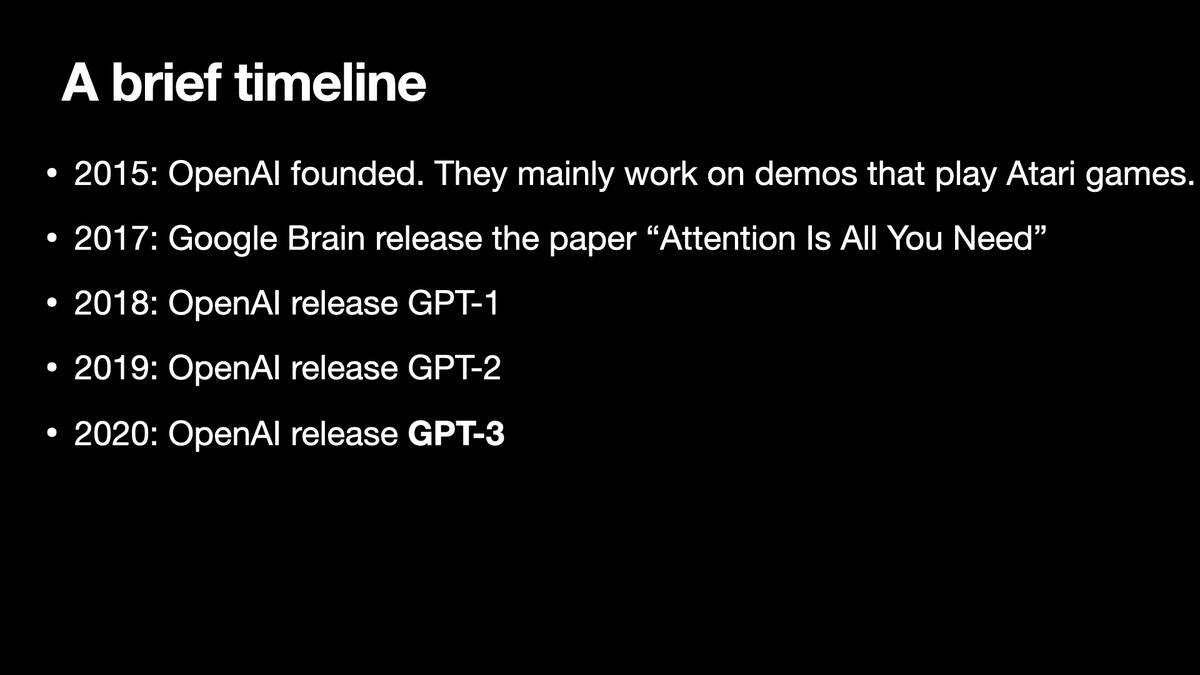 A brief timeline
• 2015: OpenAI founded. They mainly work on demos that play Atari games.
• 2017: Google Brain release the paper “Attention Is All You Need”
• 2018: OpenAI release GPT-1
• 2019: OpenAI release GPT-2
• 2020: OpenAI release GPT-3